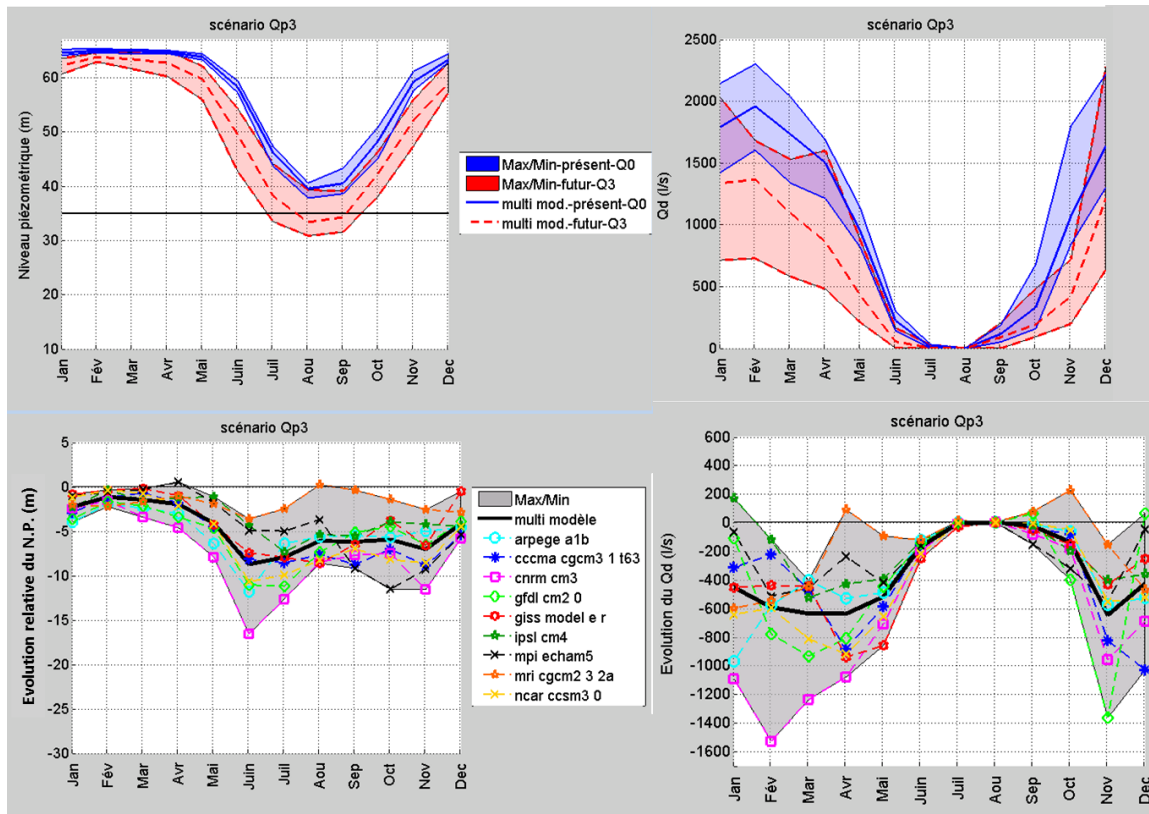 scénario Qp3
Niveau piézométrique (m)
60
50
40
30
20
10
Jan Fév Mar Avr Mai Juin Juil Aou Sep Oct Nov Dec
Max/Min-présent-Q0
Max/Min-futur-Q3
multi mod.-présent-Q0
multi mod.-futur-Q3
scénario Qp3
Qd (l/s)
2500
2000
1500
1000
500
0
Jan Fév Mar Avr Mai Juin Juil Aou Sep Oct Nov Dec
scénario Qp3
Evolution relative du N.P. (m)
5
0
-5
-10
-15
-20
-25
-30
Jan Fév Mar Avr Mai Juin Juil Aou Sep Oct Nov Dec
Max/Min
multi modèle
arpege a1b
cccma cgcm3 1 t63
cnrm cm3
gfdl cm2 0
giss model e r
ipsl cm4
mpi echam5
mri cgcm2 3 2a
ncar ccsm3 0
scénario Qp3
Evolution du Qd (l/s)
600
400
200
0
-200
-400
-600
-800
-1000
-1200
-1400
-1600
Jan Fév Mar Avr Mai Juin Juil Aou Sep Oct Nov Dec